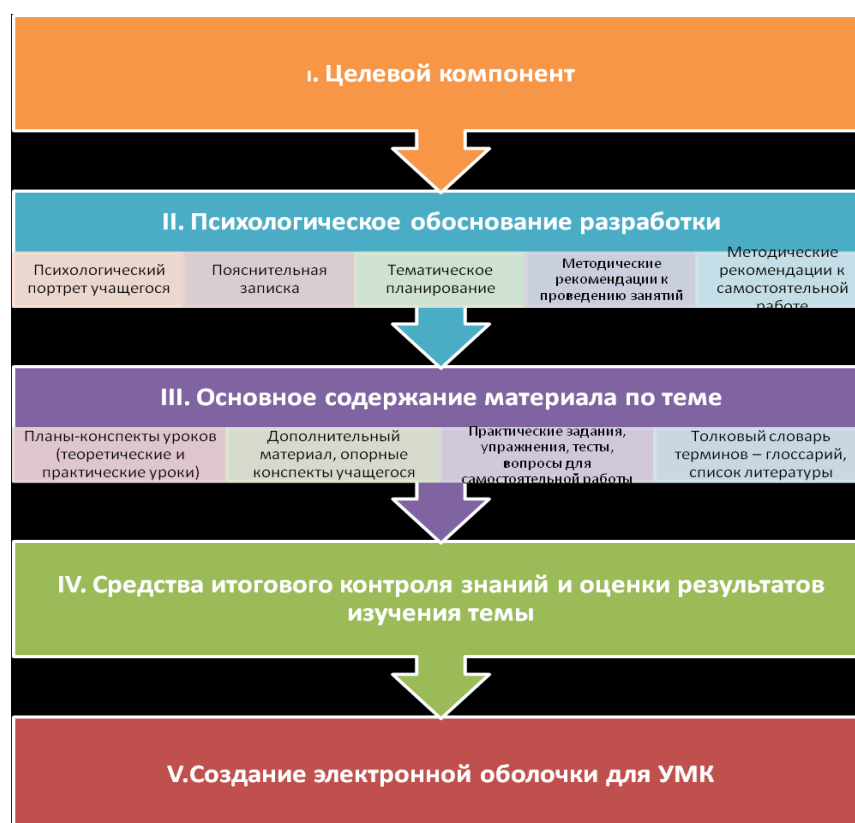 I. Целевой компонент
II. Психологическое обоснование разработки
Психологический
портрет учащегося
Пояснительная
записка
Тематическое
планирование
Методические
рекомендации к
проведению занятий
Методические
рекомендации к
самостоятельной
работе
III. Основное содержание материала по теме
Планы-конспекты уроков
(теоретические и
практические уроки)
Дополнительный
материал, опорные
конспекты учащегося
Практические задания,
упражнения, тесты,
вопросы для
самостоятельной работы
Толковый словарь
терминов – глоссарий,
список литературы
IV. Средства итогового контроля знаний и оценки результатов
изучения темы
V.Создание электронной оболочки для УМК